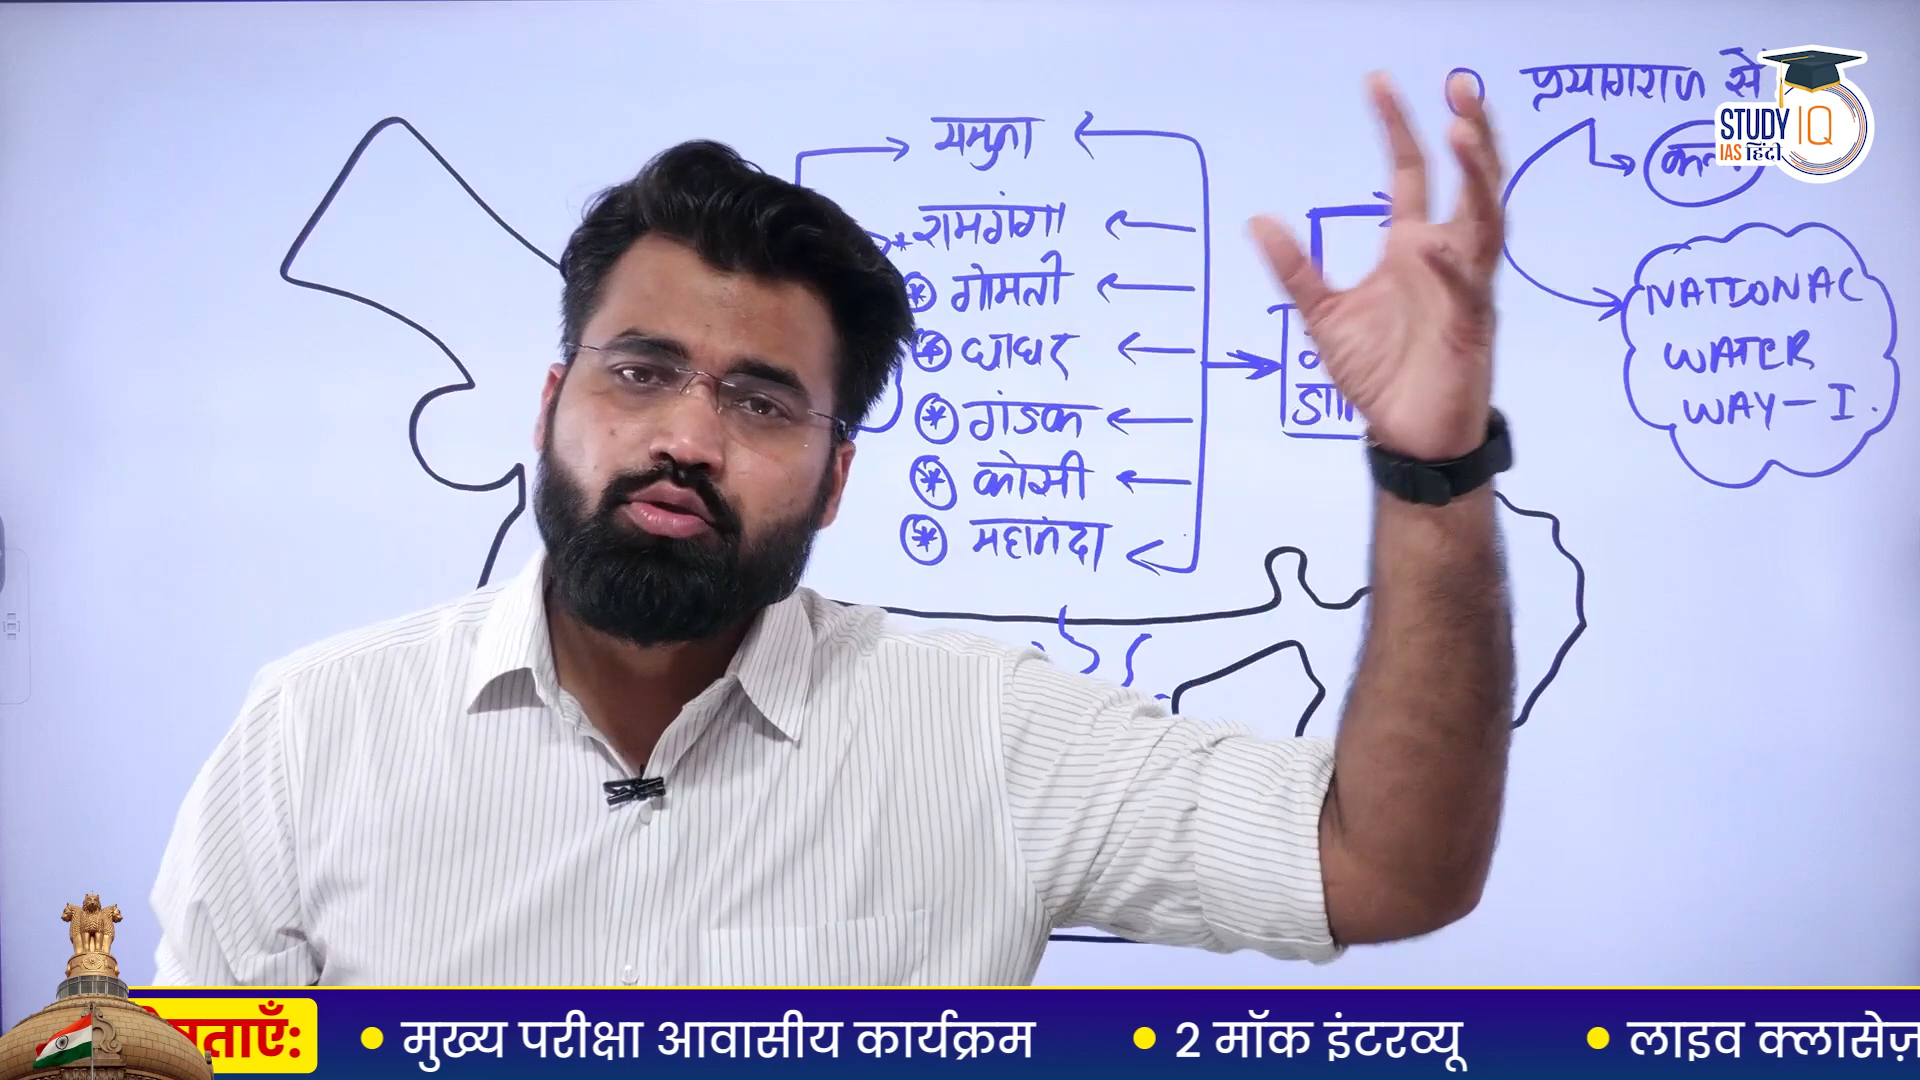 प्रयागराज से
STUDY IQ
IAS हिंदी
यमुना
रामगंगा
गोमती
घाघर
गंडक
कोसी
महानंदा
NATIONAL
WATER
WAY-I.
• मुख्य परीक्षा आवासीय कार्यक्रम • 2 मॉक इंटरव्यू • लाइव क्लासेज़